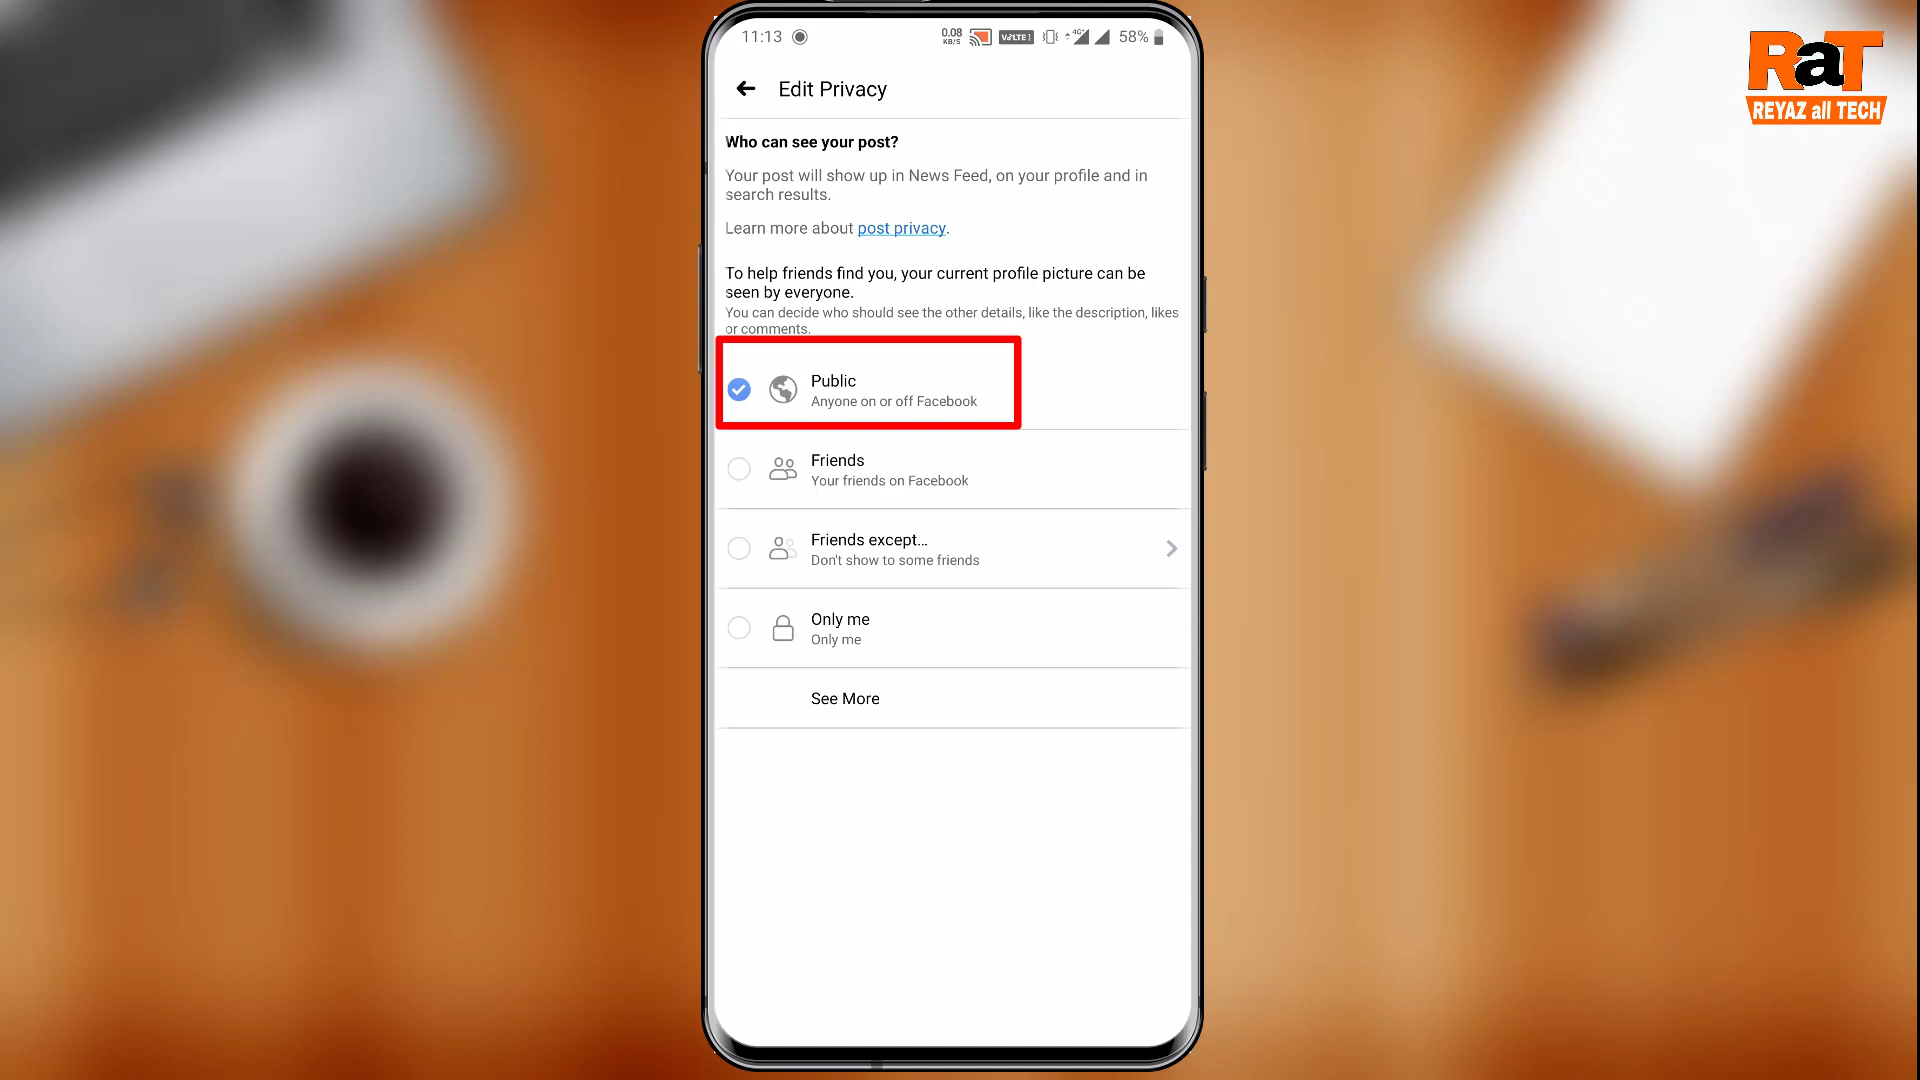 11:13
0.08
KB/S
VoLTE
4G
58%
RaT
REYAZ all TECH
Edit Privacy
Who can see your post?
Your post will show up in News Feed, on your profile and in
search results.
Learn more about post privacy.
To help friends find you, your current profile picture can be
seen by everyone.
You can decide who should see the other details, like the description, likes
or comments.
Public
Anyone on or off Facebook
Friends
Your friends on Facebook
Friends except...
Don't show to some friends
Only me
Only me
See More